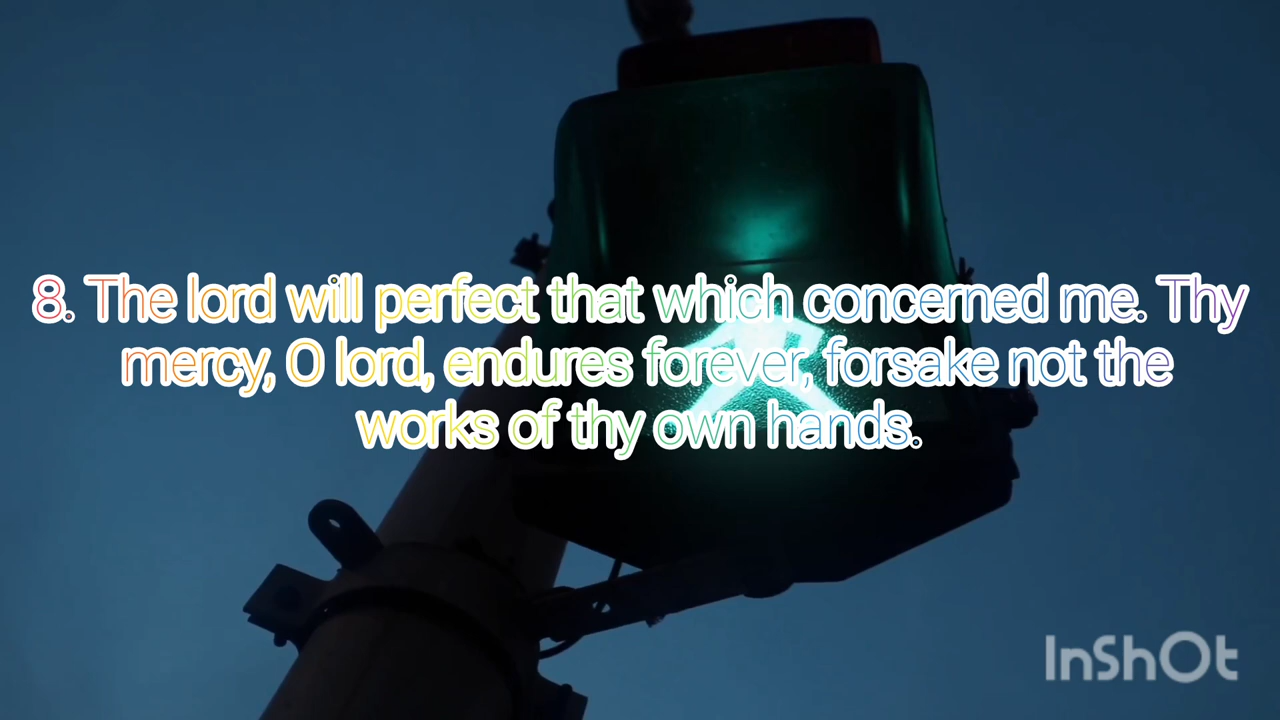 8. The lord will perfect that which concerned me. Thy
mercy, O lord, endures forever, forsake not the
works of thy own hands.
InShOt